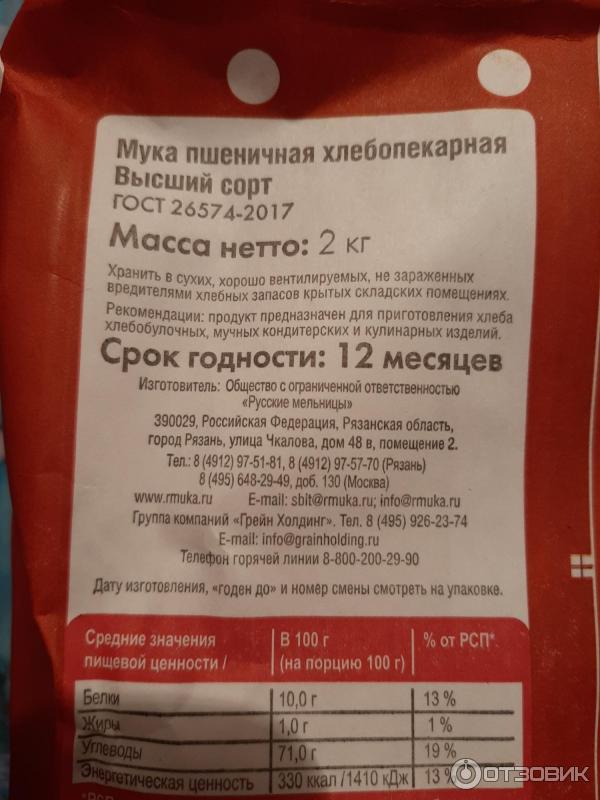 Мука пшеничная хлебопекарная
Высший сорт
ГОСТ 26574-2017
Масса нетто: 2 кг
Хранить в сухих, хорошо вентилируемых, не зараженных
вредителями хлебных запасов крытых складских помещениях.
Рекомендации: продукт предназначен для приготовления хлеба
хлебобулочных, мучных кондитерских и кулинарных изделий.
Срок годности: 12 месяцев
Изготовитель: Общество с ограниченной ответственностью
«Русские мельницы»
390029, Российская Федерация, Рязанская область,
город Рязань, улица Чкалова, дом 48 в, помещение 2.
Тел.: 8 (4912) 97-51-81, 8 (4912) 97-57-70 (Рязань)
8 (495) 648-29-49, доб. 130 (Москва)
www.rmuka.ru E-mail: sbit@rmuka.ru; info@rmuka.ru
Группа компаний «Грейн Холдинг». Тел. 8 (495) 926-23-74
E-mail: info@grainholding.ru
Телефон горячей линии 8-800-200-29-90
Дату изготовления, «годен до» и номер смены смотреть на упаковке.
Средние значения пищевой ценности / В 100 г (на порцию 100 г) % от РСП*
Белки 10,0 г 13 %
Жиры 1,0 г 1 %
Углеводы 71,0 г 19 %
Энергетическая ценность 330 ккал /1410 кДж 13 %
ОТЗОВИК